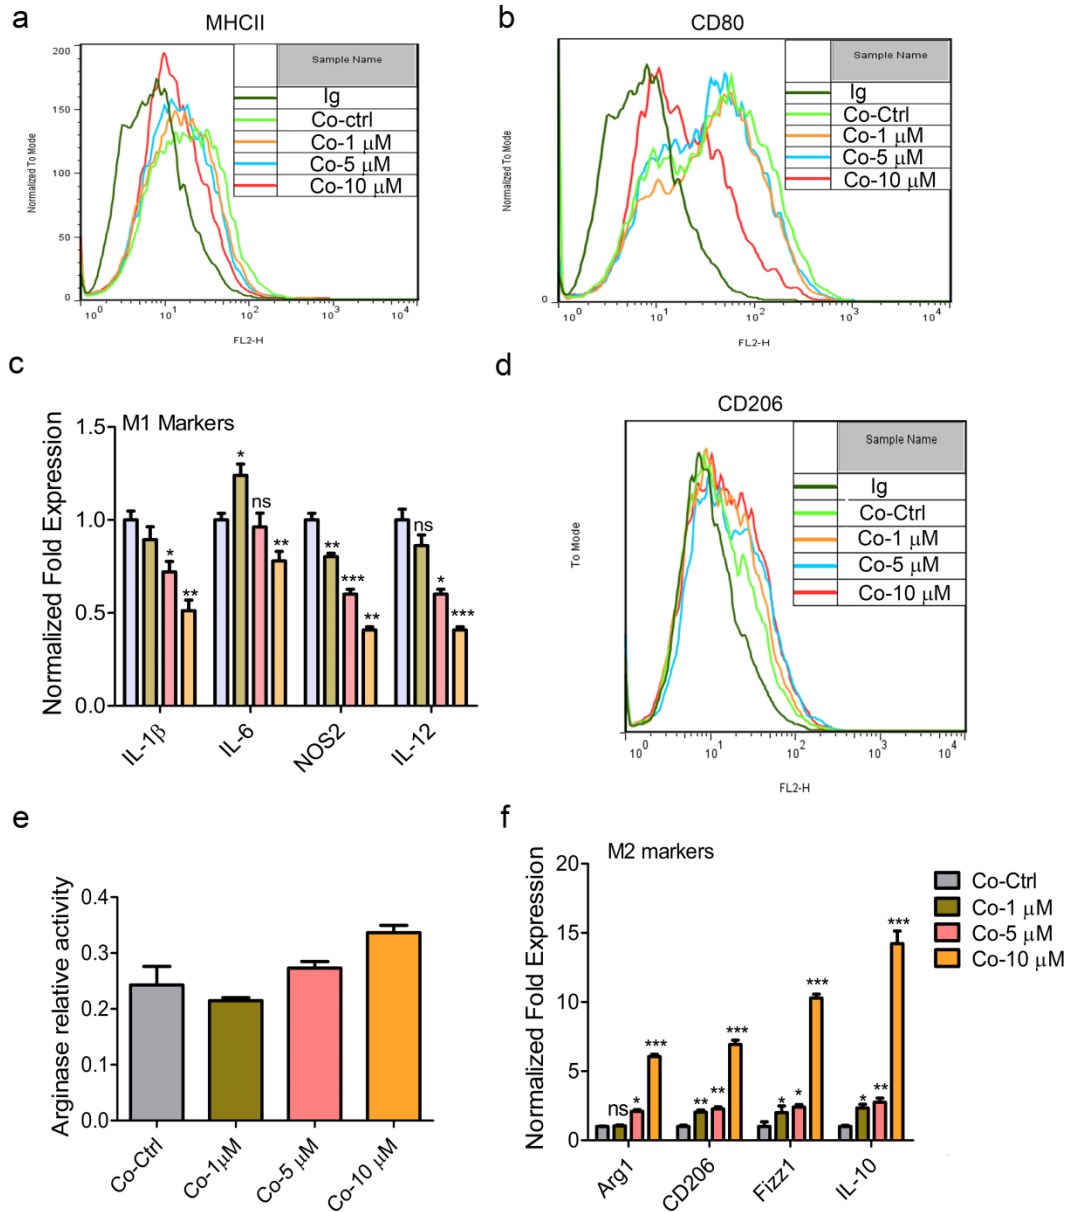 a
MHCII
200
150
100
50
0
Normalized To Mode
10^0 10^1 10^2 10^3 10^4
FL2-H
Sample Name
Ig
Co-ctrl
Co-1 μM
Co-5 μM
Co-10 μM
b
CD80
Normalized To Mode
0
10^0 10^1 10^2 10^3 10^4
FL2-H
Sample Name
Ig
Co-Ctrl
Co-1 μM
Co-5 μM
Co-10 μM
c
M1 Markers
Normalized Fold Expression
1.5
1.0
0.5
0.0
* ** * ns ** ** *** ** ns * ***
IL-1β IL-6 NOS2 IL-12
d
CD206
To Mode
10^0 10^1 10^2 10^3 10^4
FL2-H
Sample Name
Ig
Co-Ctrl
Co-1 μM
Co-5 μM
Co-10 μM
e
Arginase relative activity
0.4
0.3
0.2
0.1
0.0
Co-Ctrl Co-1μM Co-5 μM Co-10 μM
f
M2 markers
Normalized Fold Expression
20
15
10
5
0
ns * *** ** ** *** * * *** * ** ***
Arg1 CD206 Fizz1 IL-10
Co-Ctrl
Co-1 μM
Co-5 μM
Co-10 μM